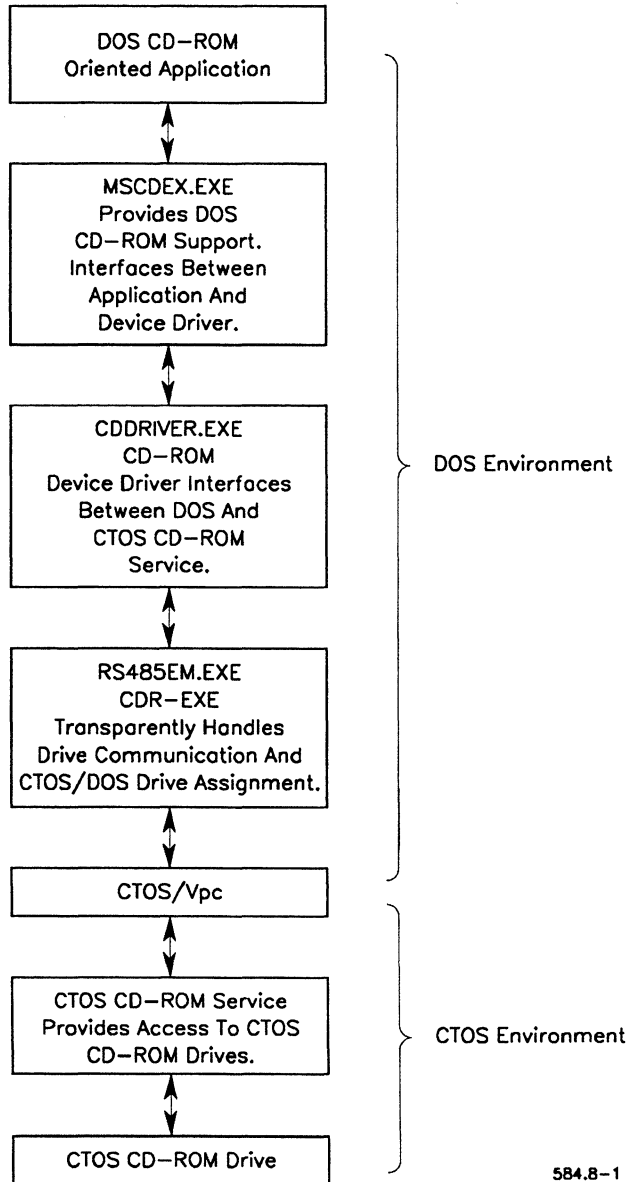 DOS CD-ROM
Oriented Application
MSCDEX.EXE
Provides DOS
CD-ROM Support.
Interfaces Between
Application And
Device Driver.
CDDRIVER.EXE
CD-ROM
Device Driver Interfaces
Between DOS And
CTOS CD-ROM
Service.
DOS Environment
RS485EM.EXE
CDR-EXE
Transparently Handles
Drive Communication And
CTOS/DOS Drive Assignment.
CTOS/Vpc
CTOS CD-ROM Service
Provides Access To CTOS
CD-ROM Drives.
CTOS Environment
CTOS CD-ROM Drive
584.8-1